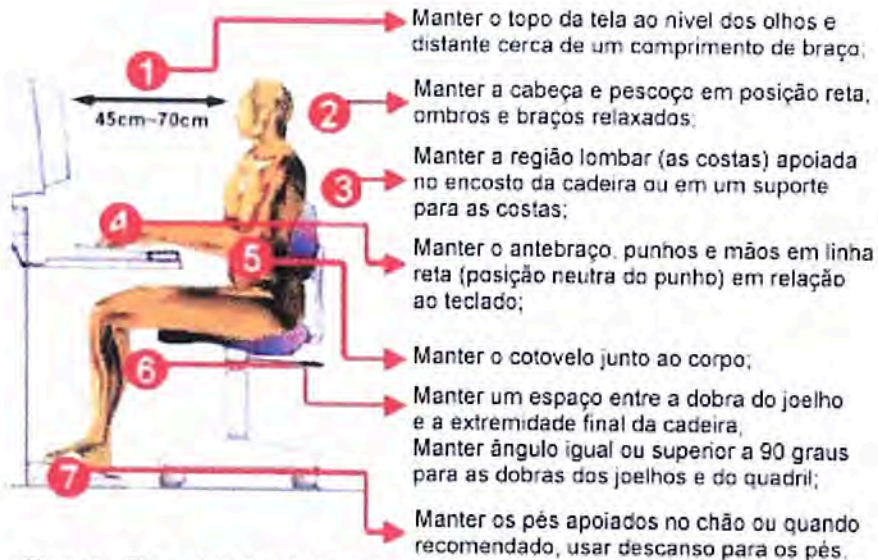 Manter o topo da tela ao nivel dos olhos e
distante cerca de um comprimento de braço;
1
45cm-70cm
2
Manter a cabeça e pescoço em posição reta,
ombros e braços relaxados;
3
Manter a região lombar (as costas) apoiada
no encosto da cadeira ou em um suporte
para as costas;
4
Manter o antebraço, punhos e mãos em linha
reta (posição neutra do punho) em relação
ao teclado;
5
Manter o cotovelo junto ao corpo;
6
Manter um espaço entre a dobra do joelho
e a extremidade final da cadeira,
Manter ângulo igual ou superior a 90 graus
para as dobras dos joelhos e do quadril;
7
Manter os pés apoiados no chão ou quando
recomendado, usar descanso para os pés